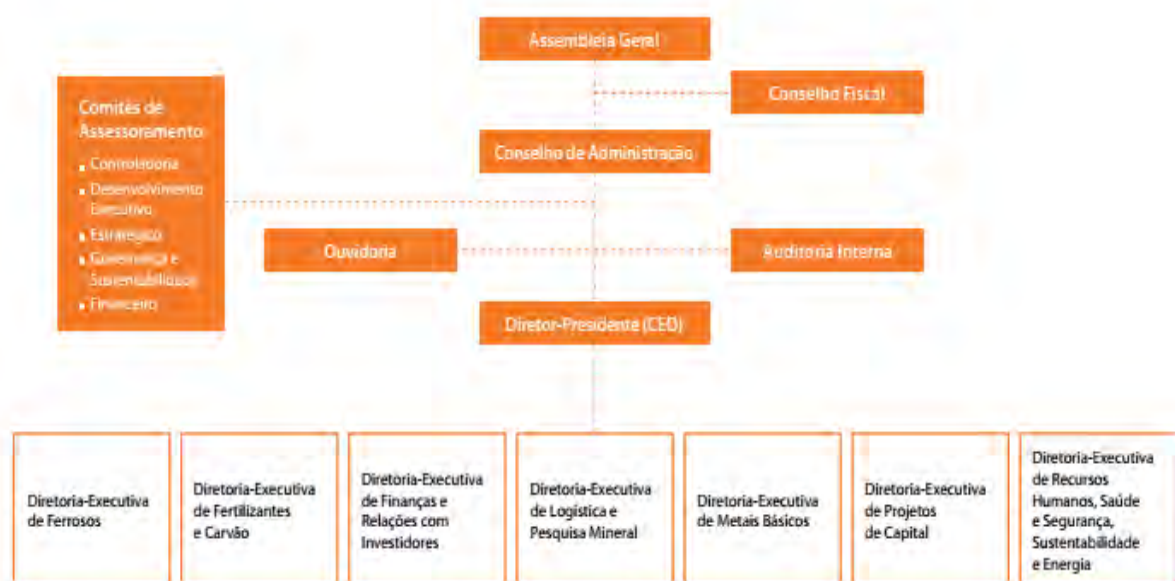 Assembleia Geral
Conselho Fiscal
Comitês de
Assessoramento
Conselho de Administração
▪ Controladoria
▪ Desenvolvimento
Executivo
▪ Estratégico
▪ Governança e
Sustentabilidade
▪ Financeiro
Ouvidoria
Auditoria Interna
Diretor-Presidente (CEO)
Diretoria-Executiva
de Ferrosos
Diretoria-Executiva
de Fertilizantes
e Carvão
Diretoria-Executiva
de Finanças e
Relações com
Investidores
Diretoria-Executiva
de Logística e
Pesquisa Mineral
Diretoria-Executiva
de Metais Básicos
Diretoria-Executiva
de Projetos
de Capital
Diretoria-Executiva
de Recursos
Humanos, Saúde
e Segurança,
Sustentabilidade
e Energia